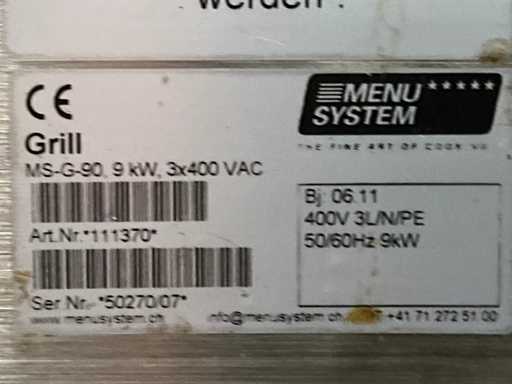 werden".
CE
Grill
MS-G-90, 9 kW, 3x400 VAC
Art.Nr.*111370*
Ser.Nr. *50270/07*
www.menusystem.ch
MENU
SYSTEM
THE FINE ART OF COOKING
Bj: 06.11
400V 3L/N/PE
50/60Hz 9kW
info@menusystem.ch +41 71 272 51 00